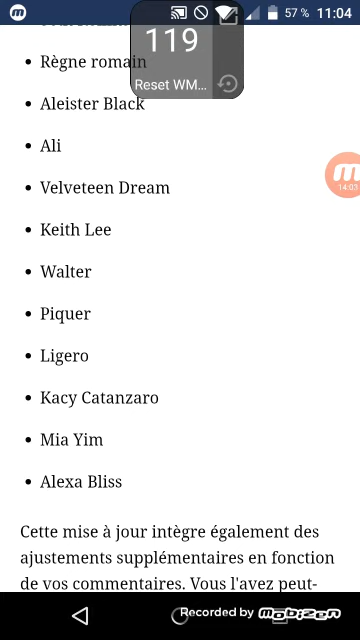 57 % 11:04
119
Reset WM...
14:03
• Règne romain
• Aleister Black
• Ali
• Velveteen Dream
• Keith Lee
• Walter
• Piquer
• Ligero
• Kacy Catanzaro
• Mia Yim
• Alexa Bliss
Cette mise à jour intègre également des
ajustements supplémentaires en fonction
de vos commentaires. Vous l'avez peut-
Recorded by mobizen